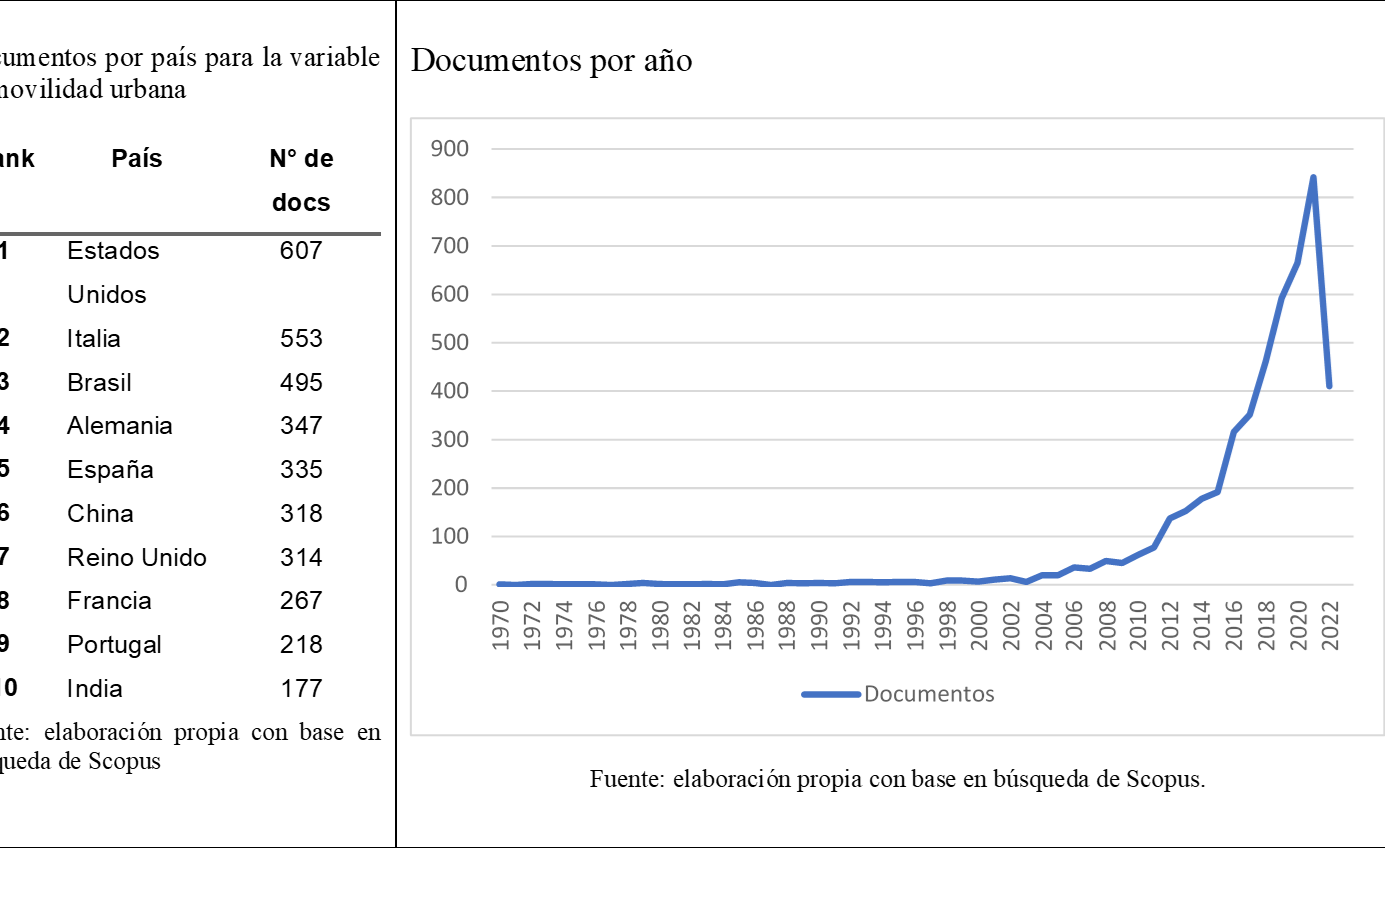 cumentos por país para la variable
movilidad urbana
ank País N° de
docs
1 Estados 607
Unidos
2 Italia 553
3 Brasil 495
4 Alemania 347
5 España 335
6 China 318
7 Reino Unido 314
8 Francia 267
9 Portugal 218
10 India 177
nte: elaboración propia con base en
queda de Scopus
Documentos por año
900
800
700
600
500
400
300
200
100
0
1970 1972 1974 1976 1978 1980 1982 1984 1986 1988 1990 1992 1994 1996 1998 2000 2002 2004 2006 2008 2010 2012 2014 2016 2018 2020 2022
Documentos
Fuente: elaboración propia con base en búsqueda de Scopus.